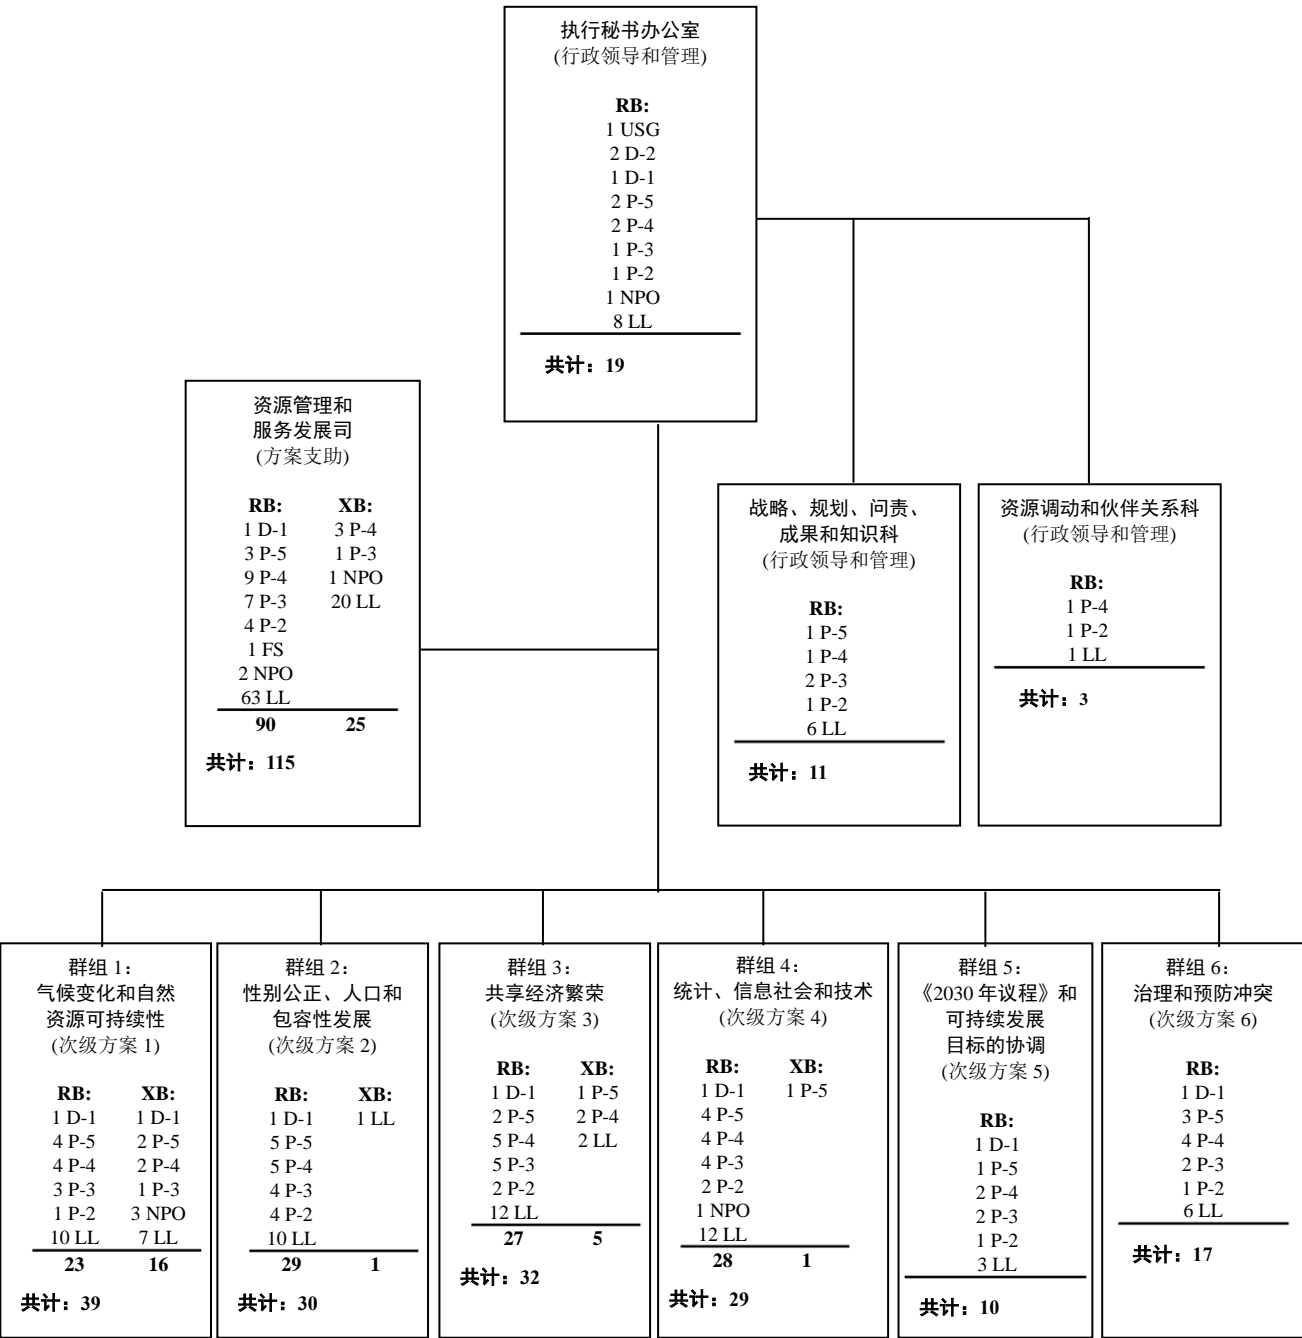 执行秘书办公室
(行政领导和管理)
RB:
1 USG
2 D-2
1 D-1
2 P-5
2 P-4
1 P-3
1 P-2
1 NPO
8 LL
共计：19
资源管理和
服务发展司
(方案支助)
RB: XB:
1 D-1 3 P-4
3 P-5 1 P-3
9 P-4 1 NPO
7 P-3 20 LL
4 P-2
1 FS
2 NPO
63 LL
90 25
共计：115
战略、规划、问责、
成果和知识科
(行政领导和管理)
RB:
1 P-5
1 P-4
2 P-3
1 P-2
6 LL
共计：11
资源调动和伙伴关系科
(行政领导和管理)
RB:
1 P-4
1 P-2
1 LL
共计：3
群组 1：
气候变化和自然
资源可持续性
(次级方案 1)
RB: XB:
1 D-1 1 D-1
4 P-5 2 P-5
4 P-4 2 P-4
3 P-3 1 P-3
1 P-2 3 NPO
10 LL 7 LL
23 16
共计：39
群组 2：
性别公正、人口和
包容性发展
(次级方案 2)
RB: XB:
1 D-1 1 LL
5 P-5
5 P-4
4 P-3
4 P-2
10 LL
29 1
共计：30
群组 3：
共享经济繁荣
(次级方案 3)
RB: XB:
1 D-1 1 P-5
2 P-5 2 P-4
5 P-4 2 LL
5 P-3
2 P-2
12 LL
27 5
共计：32
群组 4：
统计、信息社会和技术
(次级方案 4)
RB: XB:
1 D-1 1 P-5
4 P-5
4 P-4
4 P-3
2 P-2
1 NPO
12 LL
28 1
共计：29
群组 5：
《2030 年议程》和
可持续发展
目标的协调
(次级方案 5)
RB:
1 D-1
1 P-5
2 P-4
2 P-3
1 P-2
3 LL
共计：10
群组 6：
治理和预防冲突
(次级方案 6)
RB:
1 D-1
3 P-5
4 P-4
2 P-3
1 P-2
6 LL
共计：17